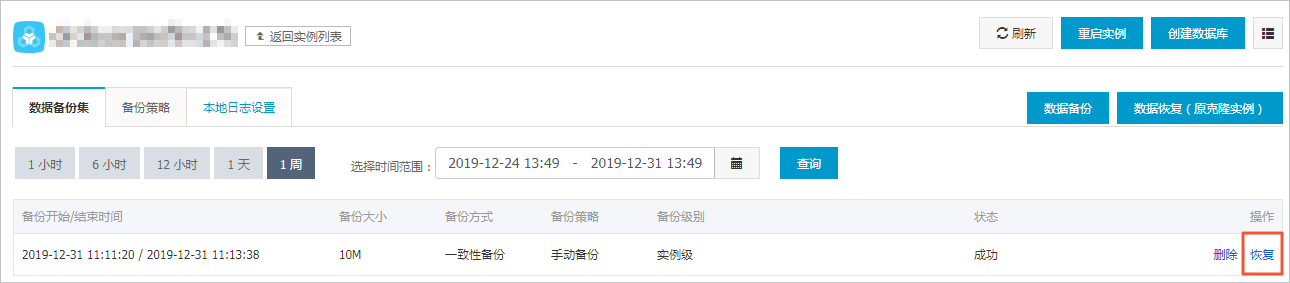 返回实例列表 刷新 重启实例 创建数据库
数据备份集 备份策略 本地日志设置 数据备份 数据恢复（原克隆实例）
1 小时 6 小时 12 小时 1 天 1 周 选择时间范围： 2019-12-24 13:49 - 2019-12-31 13:49 查询
备份开始/结束时间 备份大小 备份方式 备份策略 备份级别 状态 操作
2019-12-31 11:11:20 / 2019-12-31 11:13:38 10M 一致性备份 手动备份 实例级 成功 删除 恢复